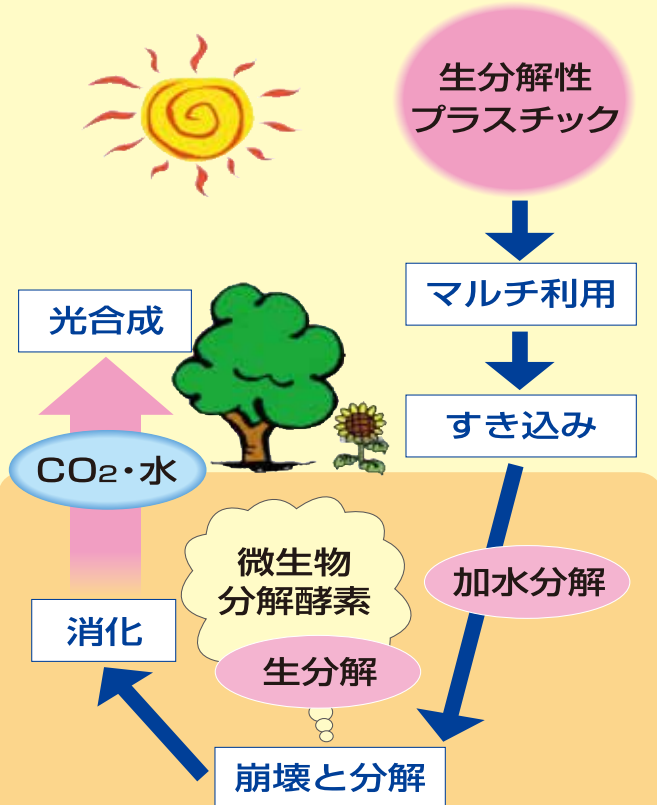 生分解性
プラスチック
マルチ利用
すき込み
加水分解
崩壊と分解
微生物
分解酵素
生分解
消化
CO2・水
光合成